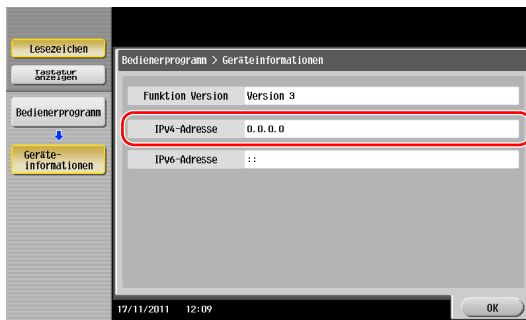 Lesezeichen
Tastatur
anzeigen
Bedienerprogramm
Geräte-
informationen
Bedienerprogramm > Geräteinformationen
Funktion Version Version 3
IPv4-Adresse 0.0.0.0
IPv6-Adresse ::
17/11/2011 12:09
OK